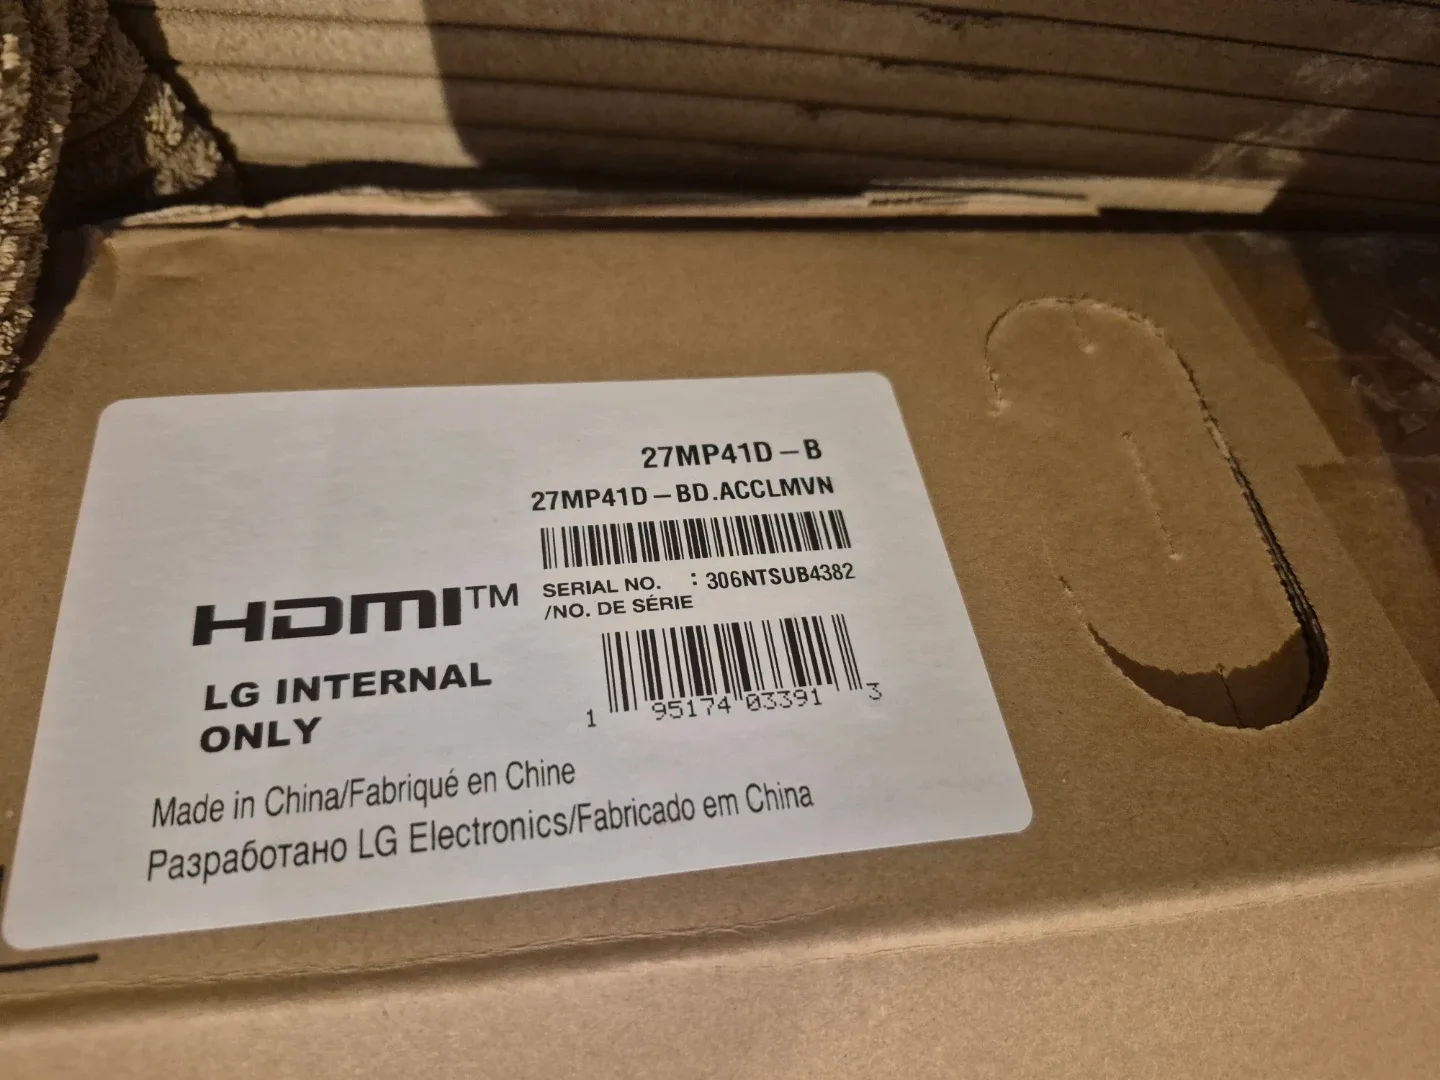 27MP41D-B
27MP41D-BD.ACCLMVN
SERIAL NO. : 306NTSUB4382
/NO. DE SÉRIE
HDMI™
LG INTERNAL
ONLY
1 95174 03391 3
Made in China/Fabriqué en Chine
Разработано LG Electronics/Fabricado em China